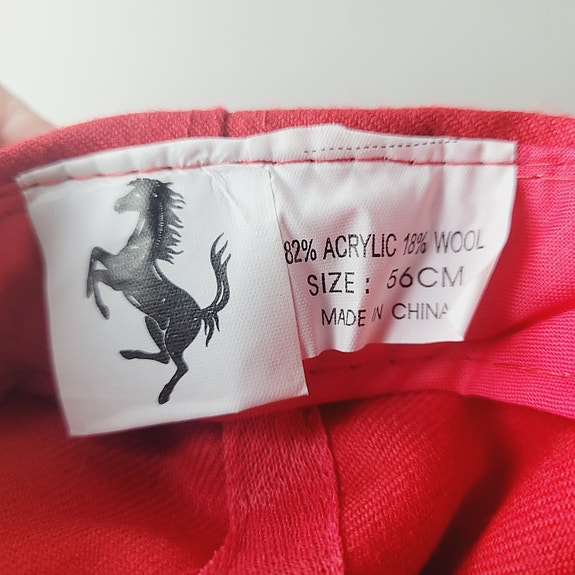 82% ACRYLIC 18% WOOL
SIZE : 56CM
MADE IN CHINA